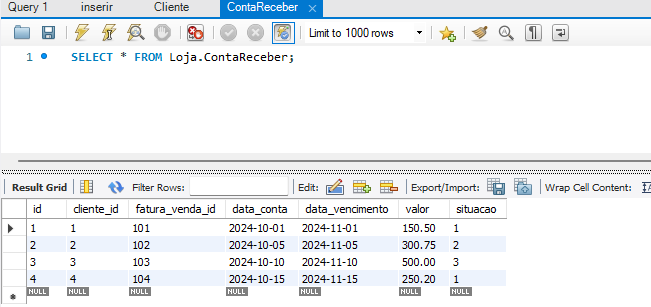 Query 1 inserir Cliente ContaReceber
Limit to 1000 rows
1 SELECT * FROM Loja.ContaReceber;
Result Grid Filter Rows: Edit: Export/Import: Wrap Cell Content:
id cliente_id fatura_venda_id data_conta data_vencimento valor situacao
1 1 101 2024-10-01 2024-11-01 150.50 1
2 2 102 2024-10-05 2024-11-05 300.75 2
3 3 103 2024-10-10 2024-11-10 500.00 3
4 4 104 2024-10-15 2024-11-15 250.20 1
NULL NULL NULL NULL NULL NULL NULL